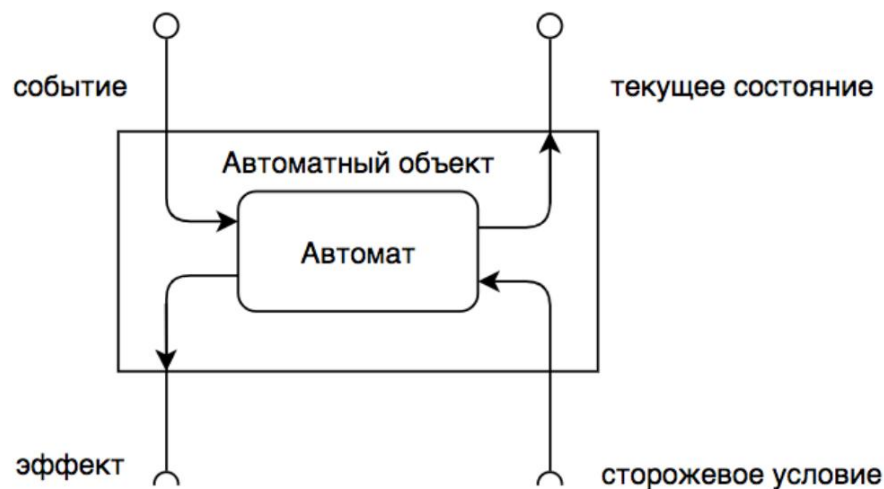 событие
текущее состояние
Автоматный объект
Автомат
эффект
сторожевое условие